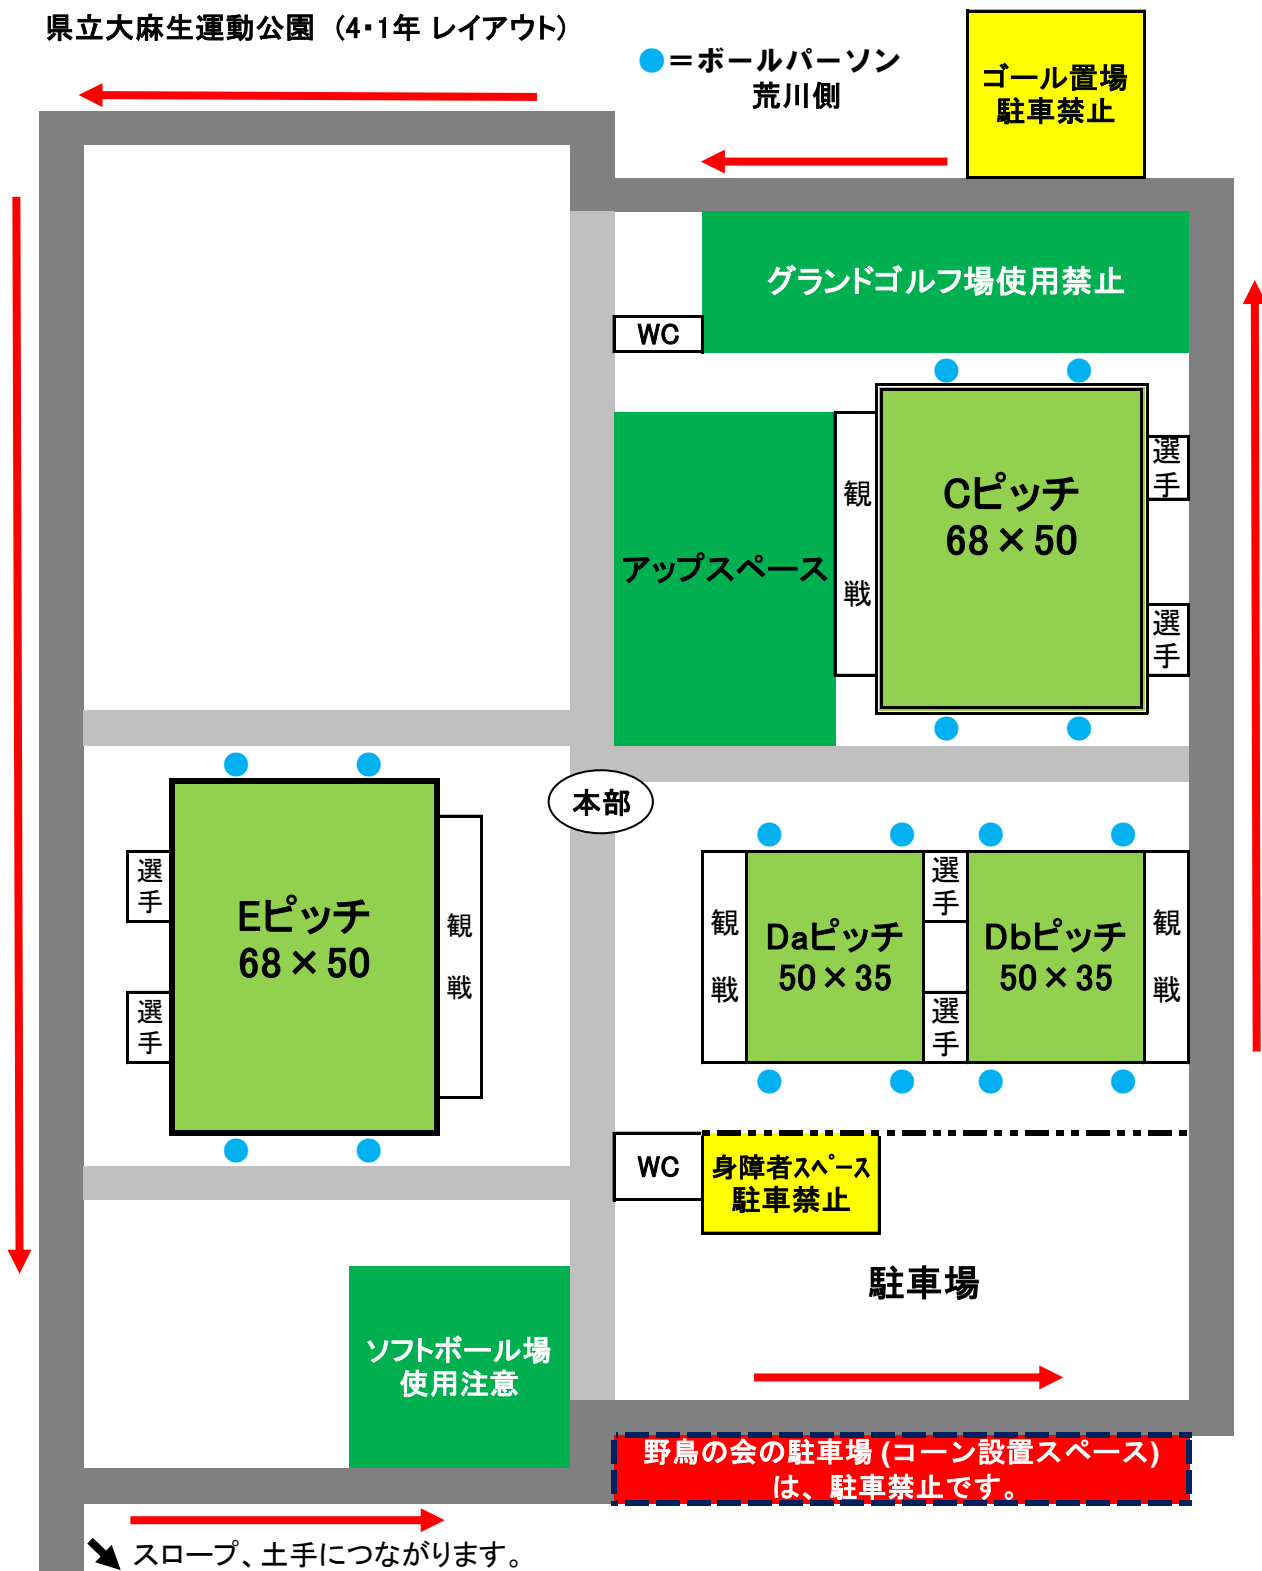 県立大麻生運動公園 (4・1年 レイアウト)
●=ボールパーソン
荒川側
ゴール置場
駐車禁止
グランドゴルフ場使用禁止
WC
アップスペース
観
戦
Cピッチ
68×50
選
手
選
手
本部
選
手
選
手
Eピッチ
68×50
観
戦
観
戦
Daピッチ
50×35
選
手
選
手
Dbピッチ
50×35
観
戦
WC
身障者スペース
駐車禁止
駐車場
ソフトボール場
使用注意
野鳥の会の駐車場(コーン設置スペース)
は、駐車禁止です。
スロープ、土手につながります。